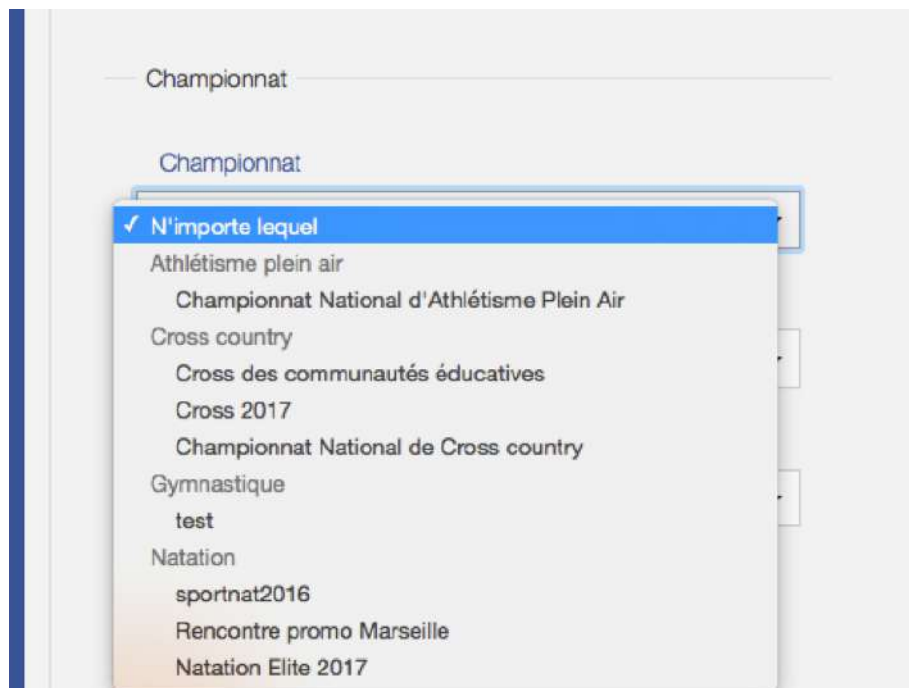 Championnat
Championnat
✓ N'importe lequel
Athlétisme plein air
Championnat National d'Athlétisme Plein Air
Cross country
Cross des communautés éducatives
Cross 2017
Championnat National de Cross country
Gymnastique
test
Natation
sportnat2016
Rencontre promo Marseille
Natation Elite 2017